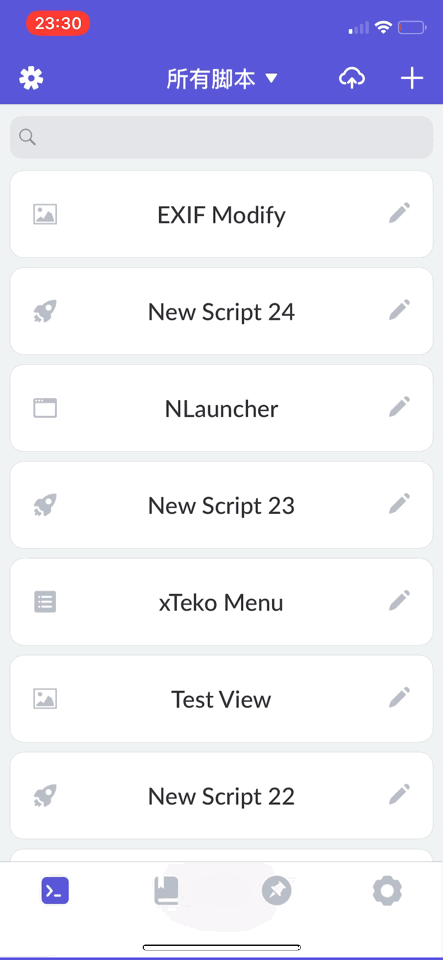 23:30
所有脚本
EXIF Modify
New Script 24
NLauncher
New Script 23
xTeko Menu
Test View
New Script 22